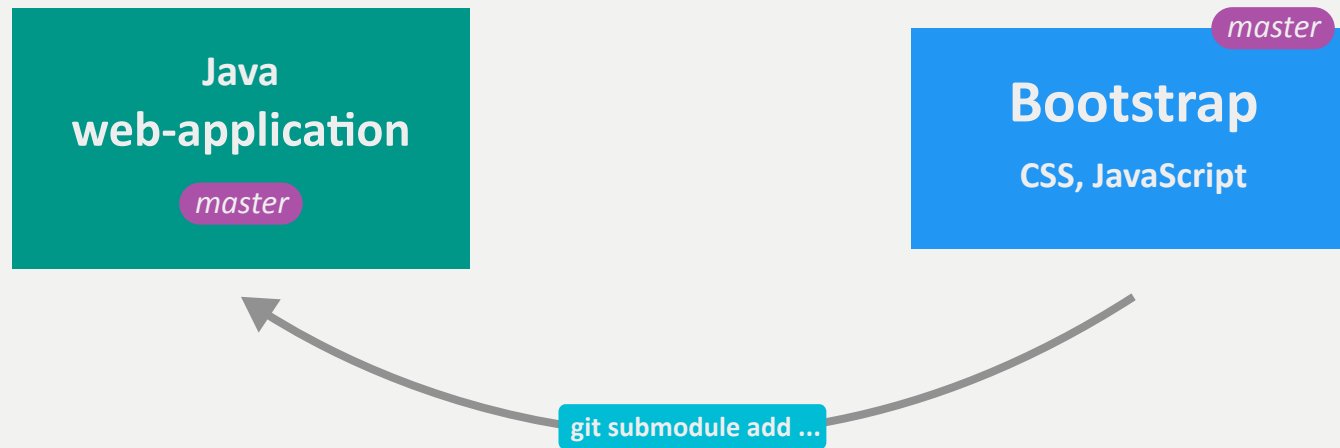 Java
web-application
master
master
Bootstrap
CSS, JavaScript
git submodule add ...